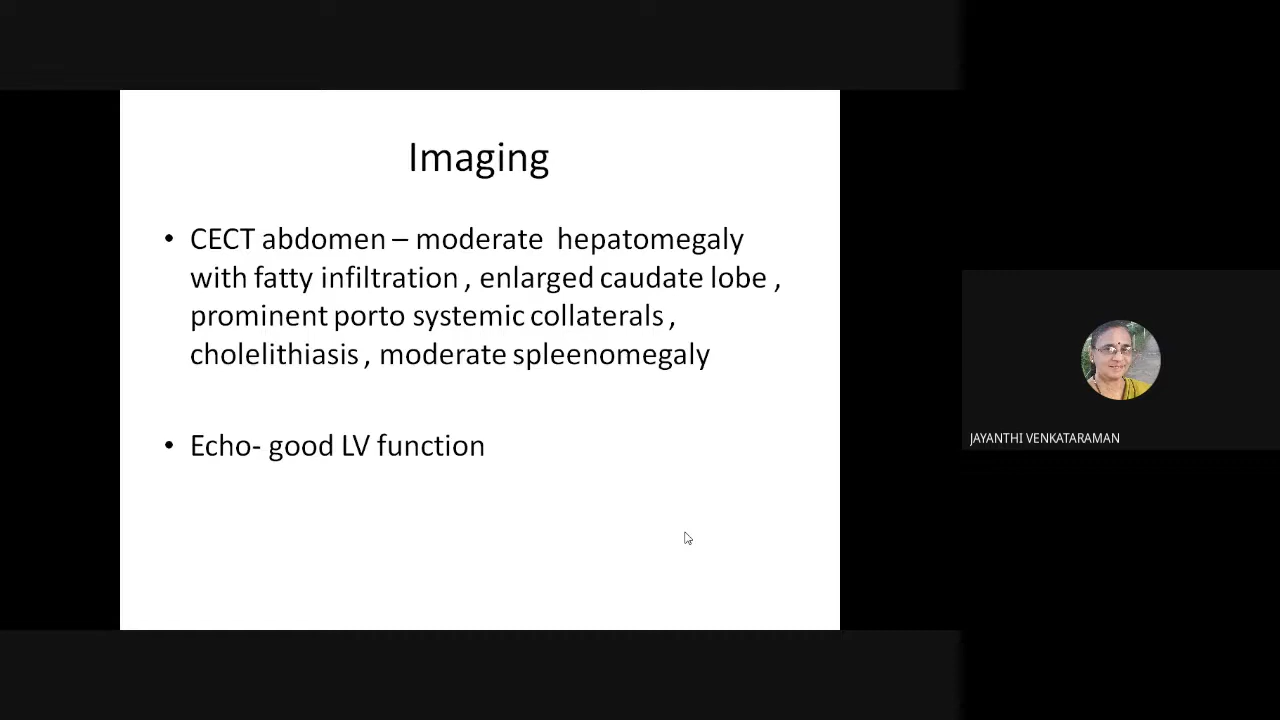 Imaging
• CECT abdomen – moderate hepatomegaly
with fatty infiltration , enlarged caudate lobe ,
prominent porto systemic collaterals ,
cholelithiasis , moderate spleenomegaly
• Echo- good LV function
JAYANTHI VENKATARAMAN